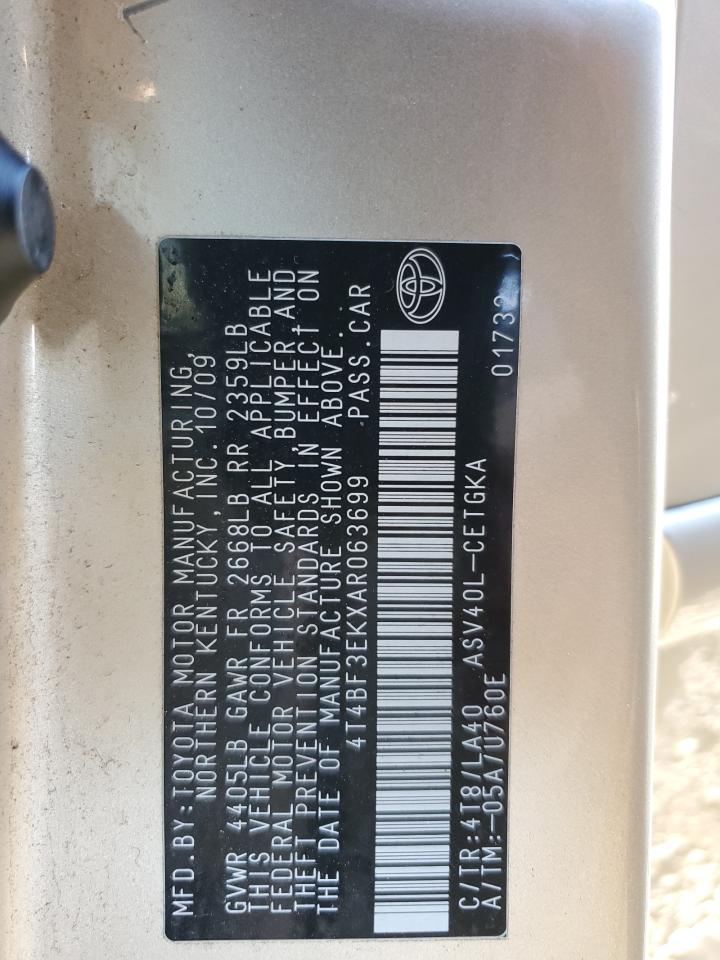 MFD.BY:TOYOTA MOTOR MANUFACTURING,
NORTHERN KENTUCKY,INC.10/09
GVWR 4405LB GAWR FR 2668LB RR 2359LB
THIS VEHICLE CONFORMS TO ALL APPLICABLE
FEDERAL MOTOR VEHICLE SAFETY,BUMPER,AND
THEFT PREVENTION STANDARDS IN EFFECT ON
THE DATE OF MANUFACTURE SHOWN ABOVE.
4T4BF3EKXAR063699 PASS.CAR
C/TR:4T8/LA40 ASV40L-CETGKA
A/TM:-05A/U760E 01732